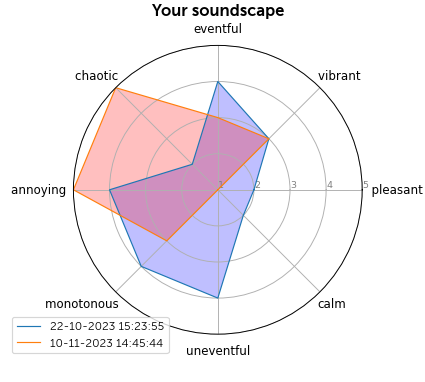 Your soundscape
eventful
chaotic
vibrant
annoying
1 2 3 4 5
pleasant
monotonous
calm
uneventful
22-10-2023 15:23:55
10-11-2023 14:45:44